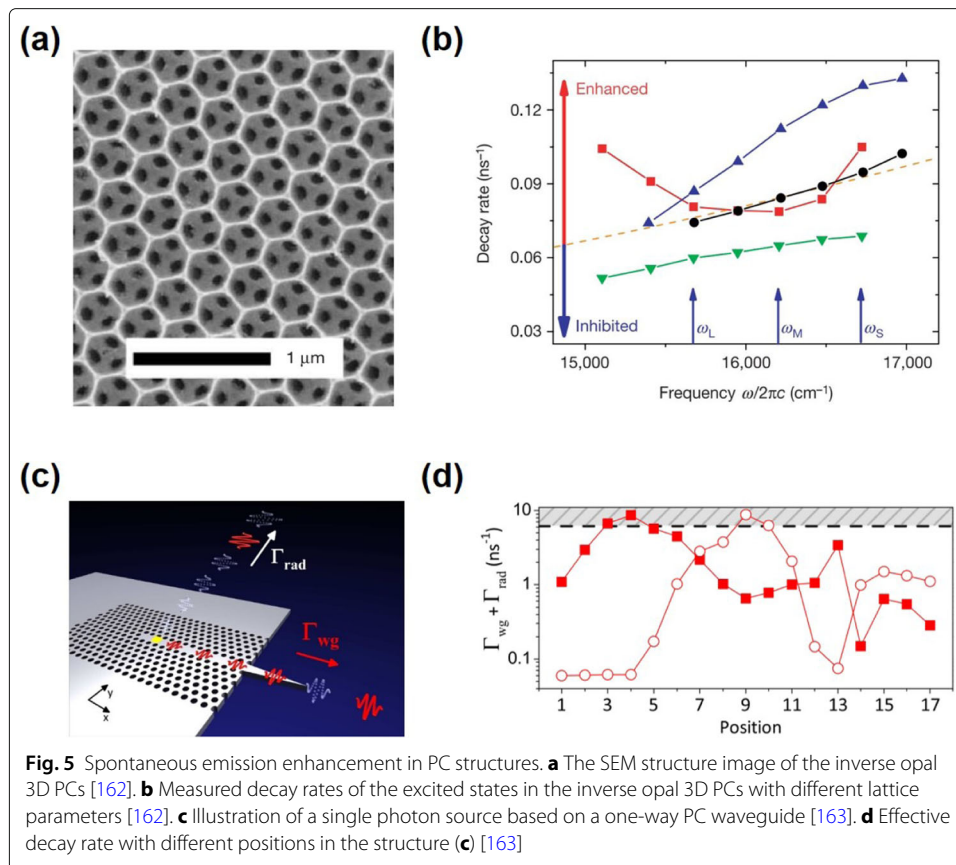 (a)
1 µm
(b)
Enhanced
Inhibited
Decay rate (ns⁻¹)
0.12
0.09
0.06
0.03
ωL
ωM
ωS
15,000
16,000
17,000
Frequency ω/2πc (cm⁻¹)
(c)
Γrad
Γwg
y
x
(d)
Γwg + Γrad (ns⁻¹)
10
1
0.1
1
3
5
7
9
11
13
15
17
Position
Fig. 5 Spontaneous emission enhancement in PC structures. a The SEM structure image of the inverse opal
3D PCs [162]. b Measured decay rates of the excited states in the inverse opal 3D PCs with different lattice
parameters [162]. c Illustration of a single photon source based on a one-way PC waveguide [163]. d Effective
decay rate with different positions in the structure (c) [163]